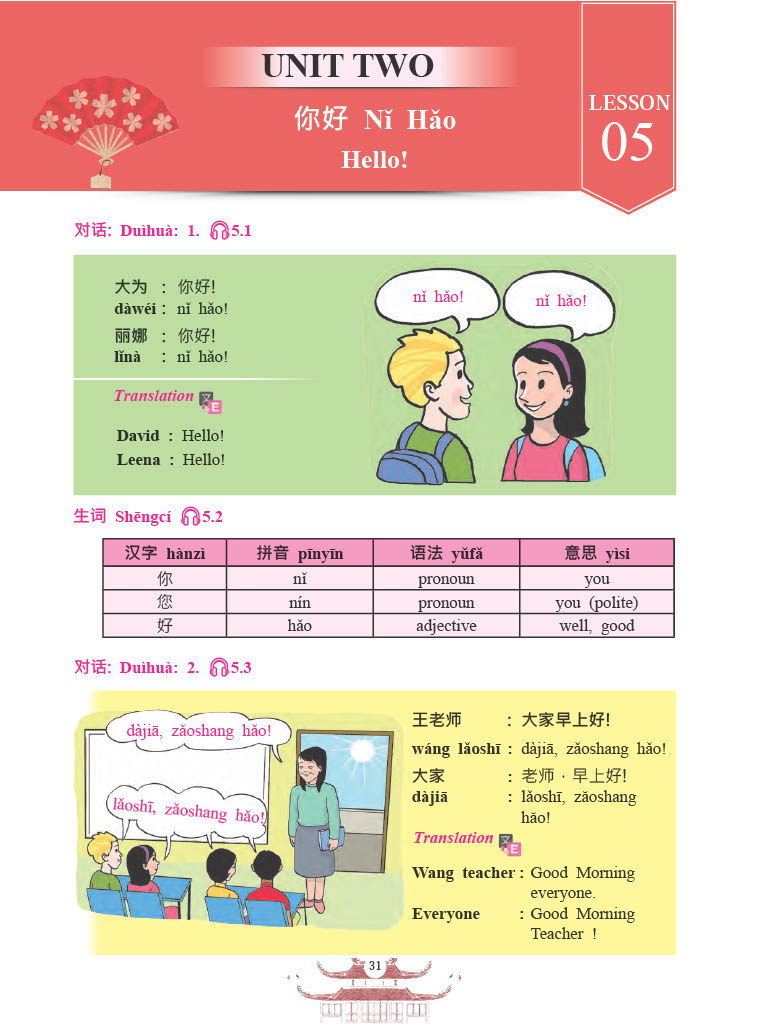 UNIT TWO
你好 Nǐ Hǎo
Hello!
LESSON
05
对话: Duìhuà: 1. 5.1
大为 : 你好!
dàwéi : nǐ hǎo!
丽娜 : 你好!
lǐnà : nǐ hǎo!
Translation 文 E
David : Hello!
Leena : Hello!
nǐ hǎo!
nǐ hǎo!
生词 Shēngcí 5.2
汉字 hànzì 拼音 pīnyīn 语法 yǔfǎ 意思 yìsi
你 nǐ pronoun you
您 nín pronoun you (polite)
好 hǎo adjective well, good
对话: Duìhuà: 2. 5.3
dàjiā, zǎoshang hǎo!
lǎoshī, zǎoshang hǎo!
王老师 : 大家早上好!
wáng lǎoshī : dàjiā, zǎoshang hǎo!
大家 : 老师，早上好!
dàjiā : lǎoshī, zǎoshang
hǎo!
Translation 文 E
Wang teacher : Good Morning
everyone.
Everyone : Good Morning
Teacher !
31